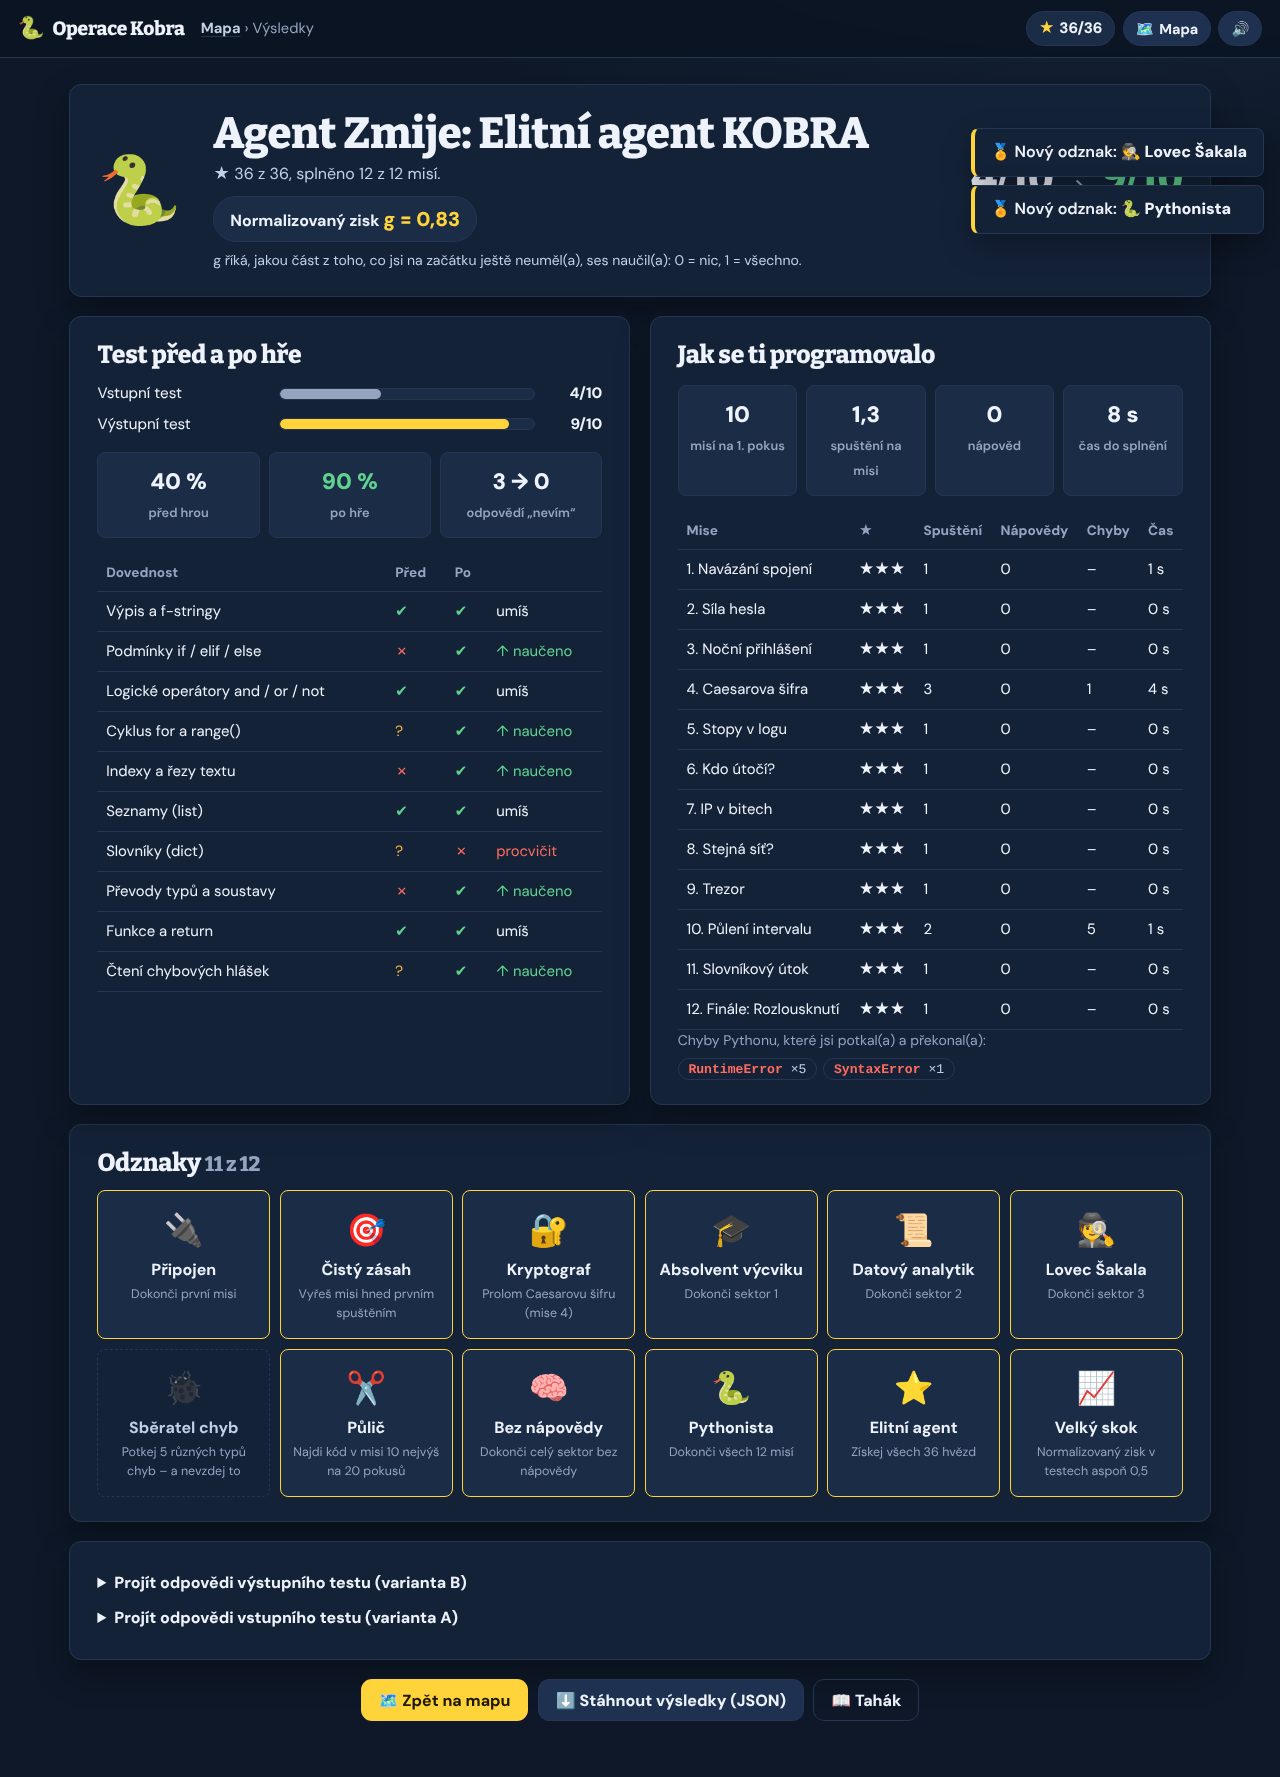 Operace Kobra
Mapa › Výsledky
★ 36/36
Mapa
Agent Zmije: Elitní agent KOBRA
★ 36 z 36, splněno 12 z 12 misí.
Normalizovaný zisk g = 0,83
g říká, jakou část z toho, co jsi na začátku ještě neuměl(a), ses naučil(a): 0 = nic, 1 = všechno.
Nový odznak: Lovec Šakala
Nový odznak: Pythonista
Test před a po hře
Vstupní test 4/10
Výstupní test 9/10
40 % 90 % 3 → 0
před hrou po hře odpovědí „nevím“
Dovednost Před Po
Výpis a f-stringy ✔ ✔ umíš
Podmínky if / elif / else × ✔ ↑ naučeno
Logické operátory and / or / not ✔ ✔ umíš
Cyklus for a range() ? ✔ ↑ naučeno
Indexy a řezy textu × ✔ ↑ naučeno
Seznamy (list) ✔ ✔ umíš
Slovníky (dict) ? × procvičit
Převody typů a soustavy × ✔ ↑ naučeno
Funkce a return ✔ ✔ umíš
Čtení chybových hlášek ? ✔ ↑ naučeno
Jak se ti programovalo
10 1,3 0 8 s
misí na 1. pokus spuštění na misi nápověd čas do splnění
Mise ★ Spuštění Nápovědy Chyby Čas
1. Navázání spojení ★★★ 1 0 – 1 s
2. Síla hesla ★★★ 1 0 – 0 s
3. Noční přihlášení ★★★ 1 0 – 0 s
4. Caesarova šifra ★★★ 3 0 1 4 s
5. Stopy v logu ★★★ 1 0 – 0 s
6. Kdo útočí? ★★★ 1 0 – 0 s
7. IP v bitech ★★★ 1 0 – 0 s
8. Stejná síť? ★★★ 1 0 – 0 s
9. Trezor ★★★ 1 0 – 0 s
10. Půlení intervalu ★★★ 2 0 5 1 s
11. Slovníkový útok ★★★ 1 0 – 0 s
12. Finále: Rozlousknutí ★★★ 1 0 – 0 s
Chyby Pythonu, které jsi potkal(a) a překonal(a):
RuntimeError ×5 SyntaxError ×1
Odznaky 11 z 12
Připojen
Dokonči první misi
Čistý zásah
Vyřeš misi hned prvním
spuštěním
Kryptograf
Prolom Caesarovu šifru
(mise 4)
Absolvent výcviku
Dokonči sektor 1
Datový analytik
Dokonči sektor 2
Lovec Šakala
Dokonči sektor 3
Sběratel chyb
Potkej 5 různých typů
chyb – a nevzdej to
Půlič
Najdi kód v misi 10 nejvýš
na 20 pokusů
Bez nápovědy
Dokonči celý sektor bez
nápovědy
Pythonista
Dokonči všech 12 misí
Elitní agent
Získej všech 36 hvězd
Velký skok
Normalizovaný zisk v
testech aspoň 0,5
Projít odpovědi výstupního testu (varianta B)
Projít odpovědi vstupního testu (varianta A)
Zpět na mapu
Stáhnout výsledky (JSON)
Tahák